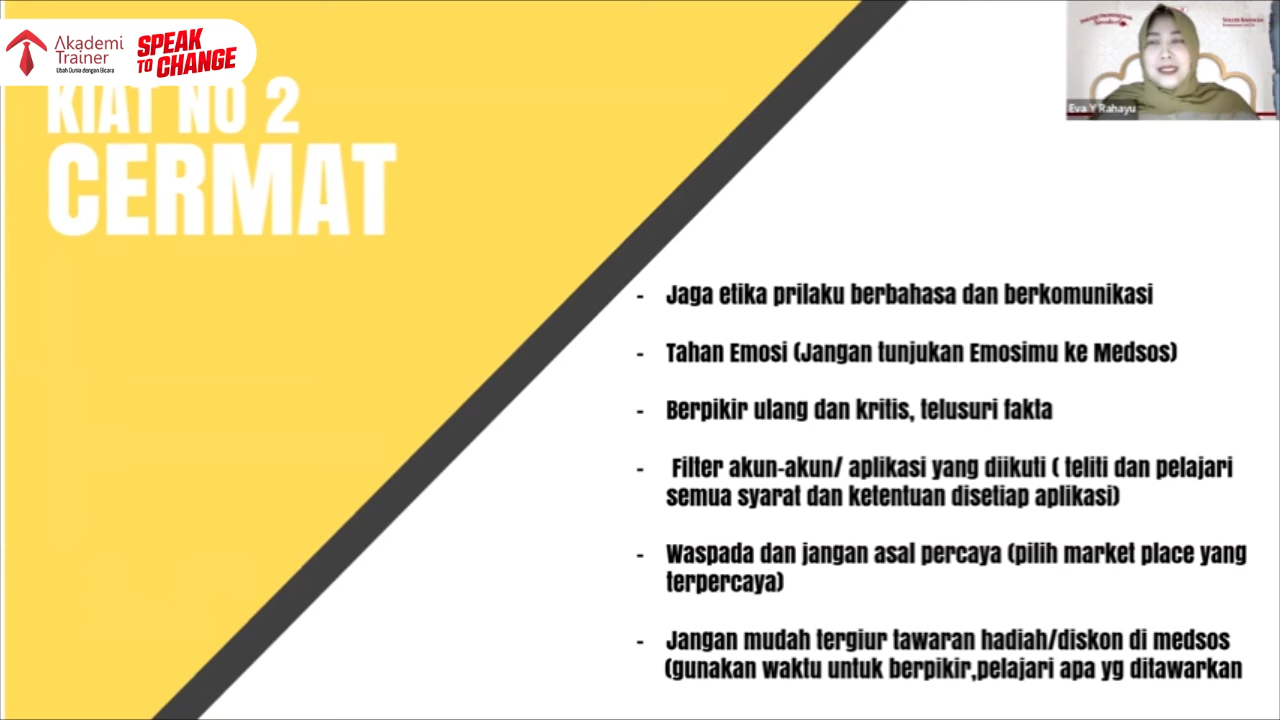 Akademi
Trainer
Ubah Dunia dengan Bicara
SPEAK
TO CHANGE
KIAT NO 2
CERMAT
Eva Y Rahayu
- Jaga etika prilaku berbahasa dan berkomunikasi
- Tahan Emosi (Jangan tunjukan Emosimu ke Medsos)
- Berpikir ulang dan kritis, telusuri fakta
- Filter akun-akun/ aplikasi yang diikuti ( teliti dan pelajari
semua syarat dan ketentuan disetiap aplikasi)
- Waspada dan jangan asal percaya (pilih market place yang
terpercaya)
- Jangan mudah tergiur tawaran hadiah/diskon di medsos
(gunakan waktu untuk berpikir,pelajari apa yg ditawarkan